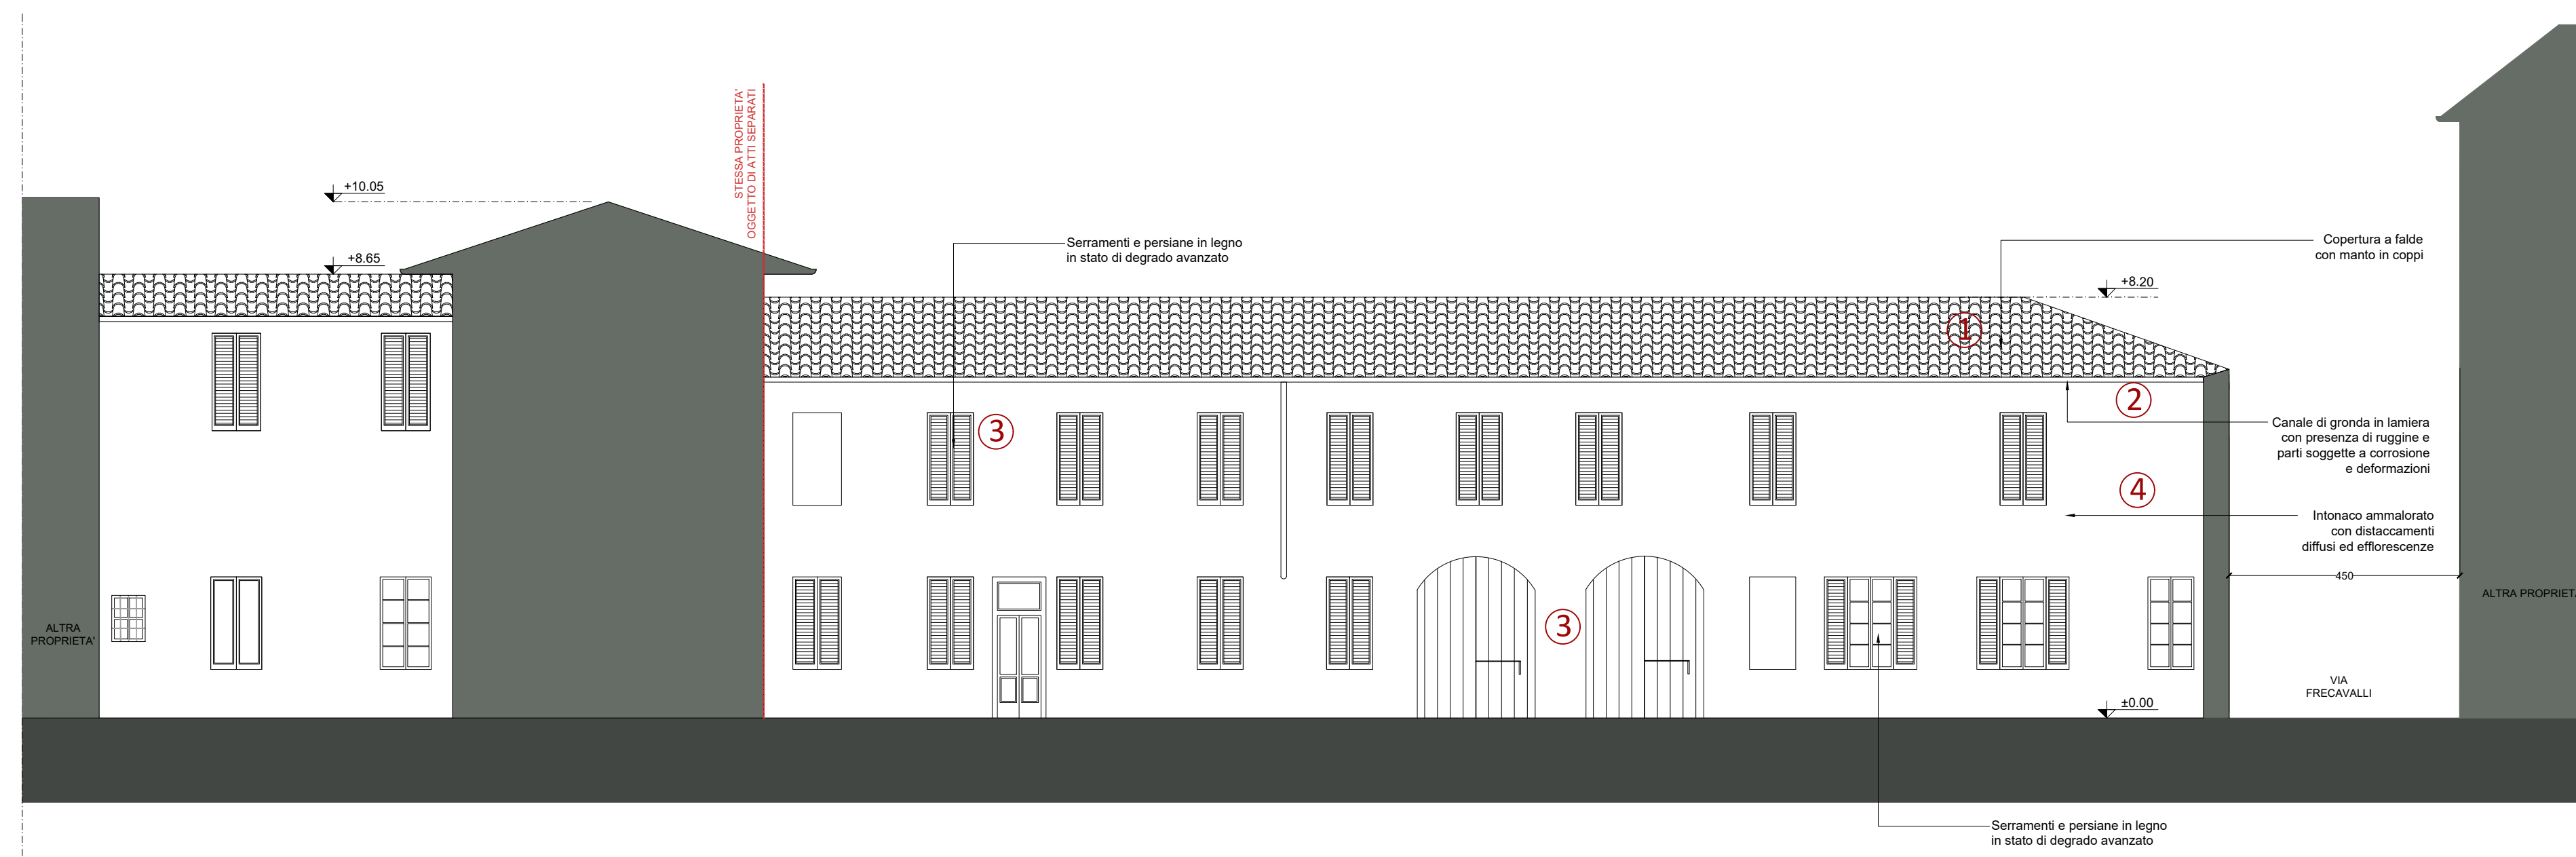 STESSA PROPRIETA'
OGGETTO DI ATTI SEPARATI
+10.05
+8.65
Serramenti e persiane in legno
in stato di degrado avanzato
Copertura a falde
con manto in coppi
+8.20
1
2
3
Canale di gronda in lamiera
con presenza di ruggine e
parti soggette a corrosione
e deformazioni
4
Intonaco ammalorato
con distaccamenti
diffusi ed efflorescenze
450
ALTRA
PROPRIETA'
3
ALTRA PROPRIET
VIA
FRECAVALLI
±0.00
Serramenti e persiane in legno
in stato di degrado avanzato